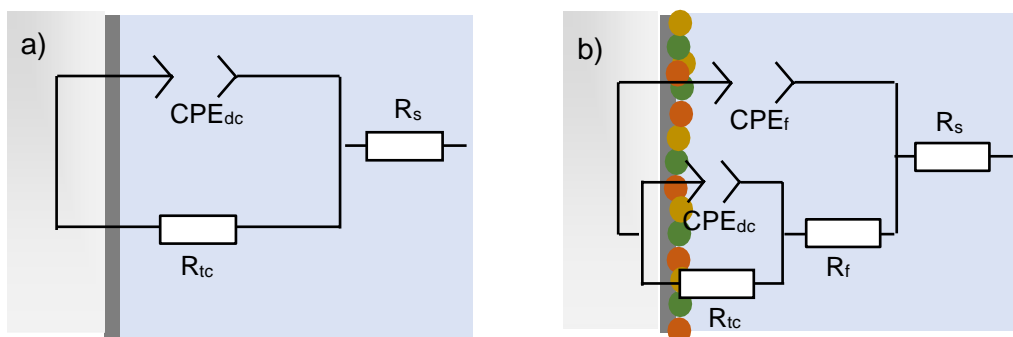 a)
CPEdc
Rs
Rtc
b)
CPEf
Rs
CPEdc
Rf
Rtc